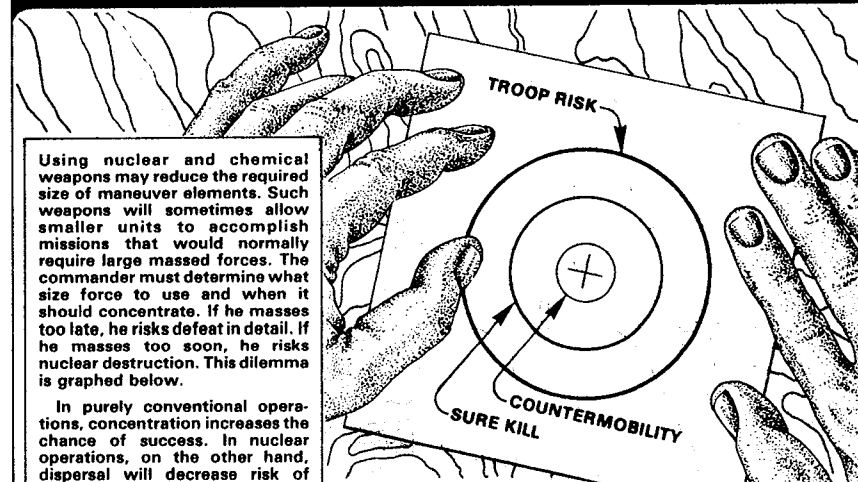 Using nuclear and chemical
weapons may reduce the required
size of maneuver elements. Such
weapons will sometimes allow
smaller units to accomplish
missions that would normally
require large massed forces. The
commander must determine what
size force to use and when it
should concentrate. If he masses
too late, he risks defeat in detail. If
he masses too soon, he risks
nuclear destruction. This dilemma
is graphed below.
In purely conventional opera-
tions, concentration increases the
chance of success. In nuclear
operations, on the other hand,
dispersal will decrease risk of
TROOP RISK
COUNTERMOBILITY
SURE KILL